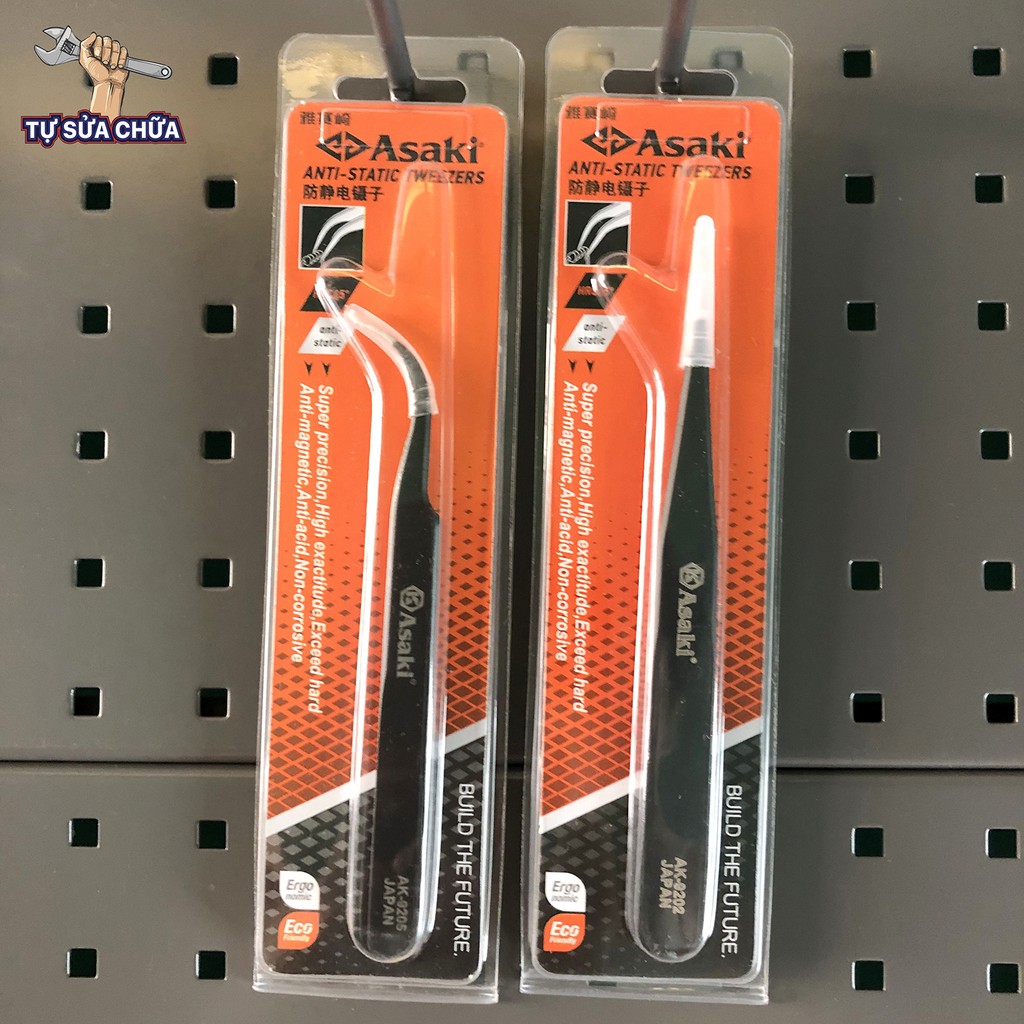 TỰ SỬA CHỮA
雅赛崎
Asaki®
ANTI-STATIC TWEEZERS
防静电镊子
anti-
static
Super precision,High exactitude,Exceed hard
Anti-magnetic,Anti-acid,Non-corrosive
Asaki®
AK-9205
JAPAN
BUILD THE FUTURE.
Ergo
nomic
Eco
Friendly
雅赛崎
Asaki®
ANTI-STATIC TWEEZERS
防静电镊子
anti-
static
Super precision,High exactitude,Exceed hard
Anti-magnetic,Anti-acid,Non-corrosive
Asaki®
AK-9202
JAPAN
BUILD THE FUTURE.
Ergo
nomic
Eco
Friendly